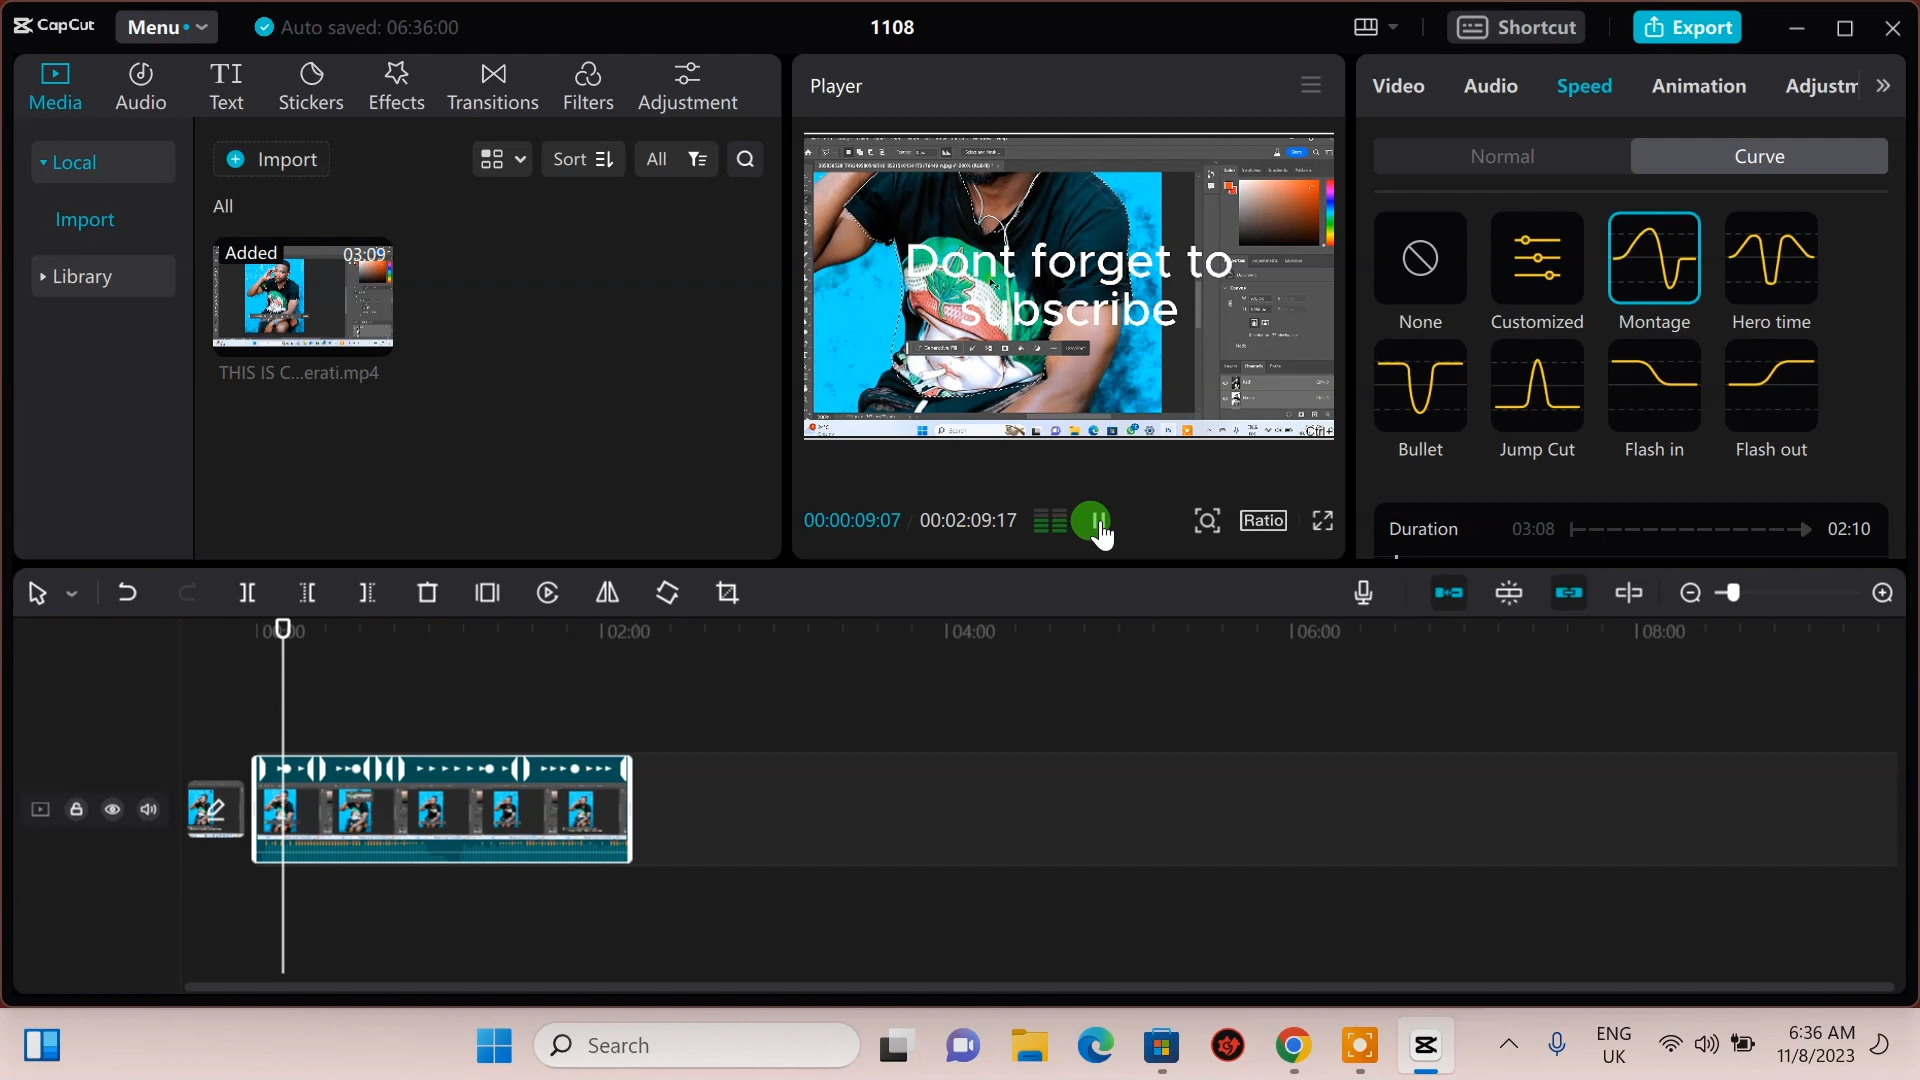 CapCut
Menu
Auto saved: 06:36:00
1108
Shortcut
Export
Media
Audio
Text
Stickers
Effects
Transitions
Filters
Adjustment
Player
Video
Audio
Speed
Animation
Adjustm
Local
Import
Sort
All
Normal
Curve
Import
Library
All
Added
03:09
THIS IS C...erati.mp4
Dont forget to
subscribe
None
Customized
Montage
Hero time
Bullet
Jump Cut
Flash in
Flash out
00:00:09:07
00:02:09:17
Ratio
Duration
03:08
02:10
00:00
02:00
04:00
06:00
08:00
Search
ENG
UK
6:36 AM
11/8/2023